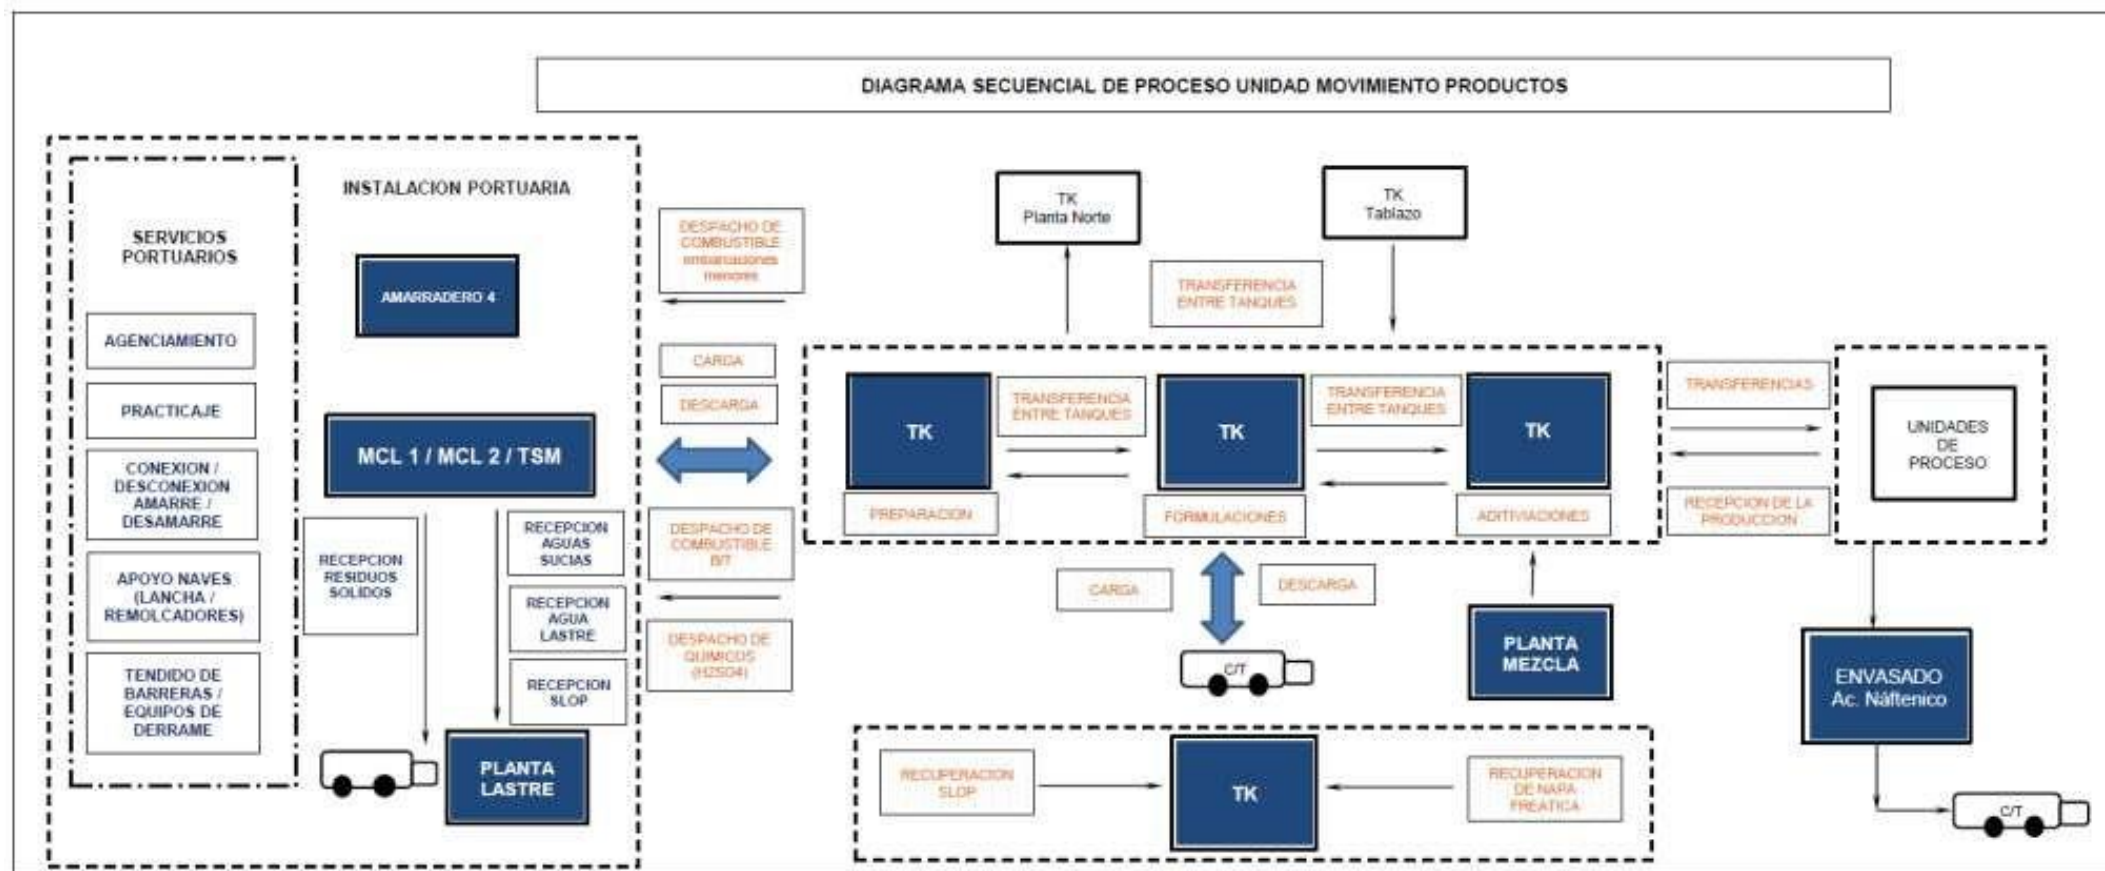 DIAGRAMA SECUENCIAL DE PROCESO UNIDAD MOVIMIENTO PRODUCTOS
INSTALACION PORTUARIA
SERVICIOS
PORTUARIOS
AGENCIAMIENTO
PRACTICAJE
CONEXION /
DESCONEXION
AMARRE /
DESAMARRE
APOYO NAVES
(LANCHA /
REMOLCADORES)
TENDIDO DE
BARRERAS /
EQUIPOS DE
DERRAME
AMARRADERO 4
MCL 1 / MCL 2 / TSM
RECEPCION
RESIDUOS
SOLIDOS
RECEPCION
AGUAS
SUCIAS
RECEPCION
AGUA
LASTRE
RECEPCION
SLOP
PLANTA
LASTRE
DESPACHO DE
COMBUSTIBLE
embarcaciones
menores
CARGA
DESCARGA
DESPACHO DE
COMBUSTIBLE
B/T
DESPACHO DE
QUIMICOS
(H2SO4)
TK
Planta Norte
TK
Tablazo
TRANSFERENCIA
ENTRE TANQUES
TK
TRANSFERENCIA
ENTRE TANQUES
TK
TRANSFERENCIA
ENTRE TANQUES
TK
PREPARACION
FORMULACIONES
ADITIVIACIONES
TRANSFERENCIAS
RECEPCION DE LA
PRODUCCION
UNIDADES
DE
PROCESO
CARGA
DESCARGA
C/T
PLANTA
MEZCLA
ENVASADO
Ac. Náftenico
C/T
RECUPERACION
SLOP
TK
RECUPERACION
DE NAPA
FREATICA